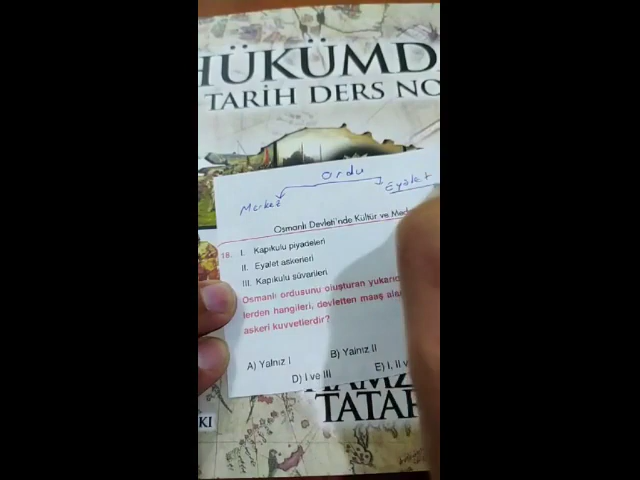 HÜKÜMD
TARİH DERS NO
Ordu
Merkez
Eyalet
Osmanlı Devleti'nde Kültür ve Med
18. I. Kapıkulu piyadeleri
II. Eyalet askerleri
III. Kapıkulu süvarileri
Osmanlı ordusunu oluşturan yukarıd
lerden hangileri, devletten maaş alan
askeri kuvvetlerdir?
A) Yalnız I
B) Yalnız II
D) I ve III
E) I, II v
TATAR
KI